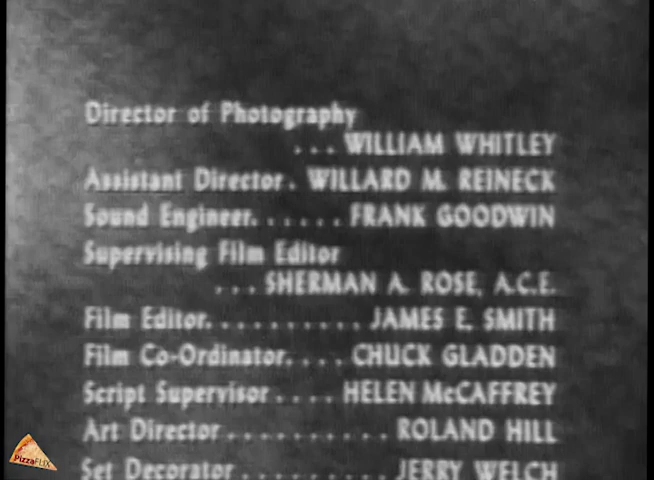 Director of Photography
... WILLIAM WHITLEY
Assistant Director. WILLARD M. REINECK
Sound Engineer...... FRANK GOODWIN
Supervising Film Editor
... SHERMAN A. ROSE, A.C.E.
Film Editor.......... JAMES E. SMITH
Film Co-Ordinator.... CHUCK GLADDEN
Script Supervisor .... HELEN McCAFFREY
Art Director .......... ROLAND HILL
Set Decorator ......... JERRY WELCH
PizzaFLIX